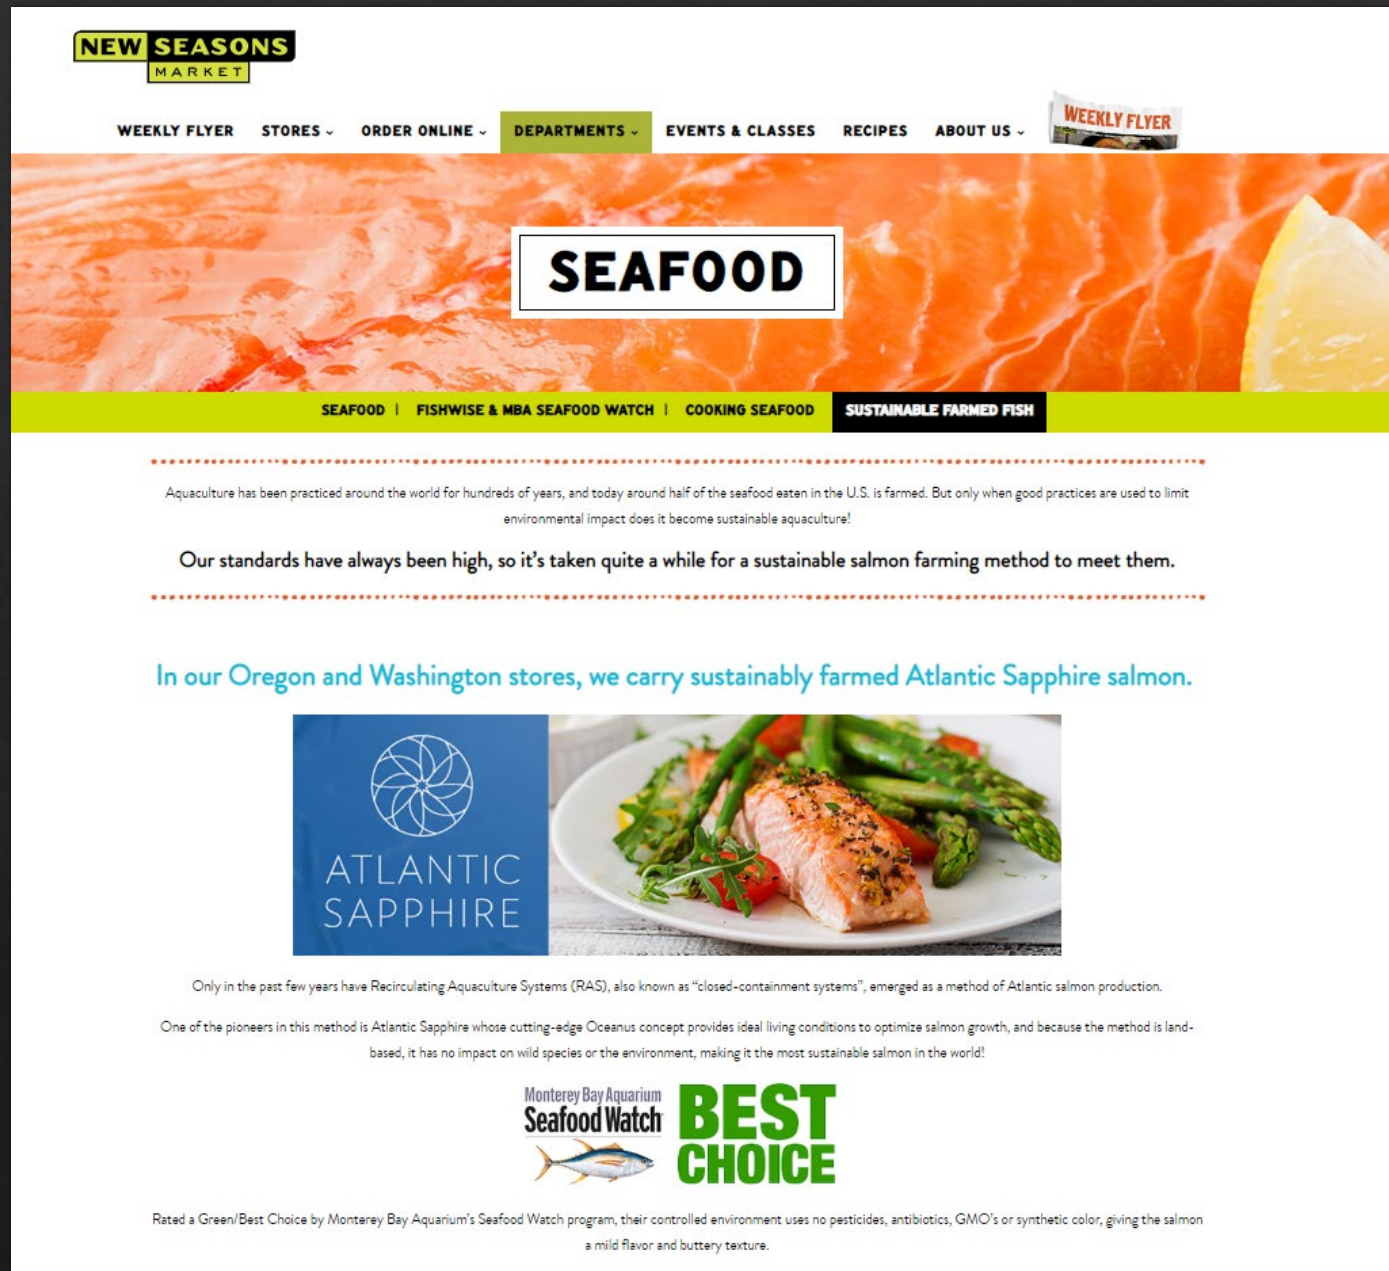 NEW SEASONS
MARKET
WEEKLY FLYER STORES ORDER ONLINE DEPARTMENTS EVENTS & CLASSES RECIPES ABOUT US WEEKLY FLYER
SEAFOOD
SEAFOOD | FISHWISE & MBA SEAFOOD WATCH | COOKING SEAFOOD SUSTAINABLE FARMED FISH
Aquaculture has been practiced around the world for hundreds of years, and today around half of the seafood eaten in the U.S. is farmed. But only when good practices are used to limit
environmental impact does it become sustainable aquaculture!
Our standards have always been high, so it's taken quite a while for a sustainable salmon farming method to meet them.
In our Oregon and Washington stores, we carry sustainably farmed Atlantic Sapphire salmon.
ATLANTIC
SAPPHIRE
Only in the past few years have Recirculating Aquaculture Systems (RAS), also known as “closed-containment systems”, emerged as a method of Atlantic salmon production.
One of the pioneers in this method is Atlantic Sapphire whose cutting-edge Oceanus concept provides ideal living conditions to optimize salmon growth, and because the method is land-
based, it has no impact on wild species or the environment, making it the most sustainable salmon in the world!
Monterey Bay Aquarium
Seafood Watch
BEST
CHOICE
Rated a Green/Best Choice by Monterey Bay Aquarium's Seafood Watch program, their controlled environment uses no pesticides, antibiotics, GMO's or synthetic color, giving the salmon
a mild flavor and buttery texture.